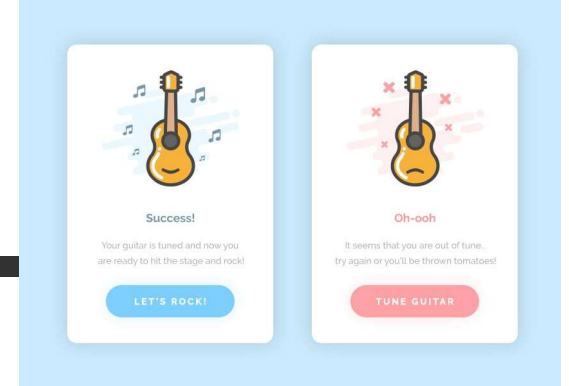 Success!
Your guitar is tuned and now you
are ready to hit the stage and rock!
LET'S ROCK!
Oh-ooh
It seems that you are out of tune..
try again or you'll be thrown tomatoes!
TUNE GUITAR